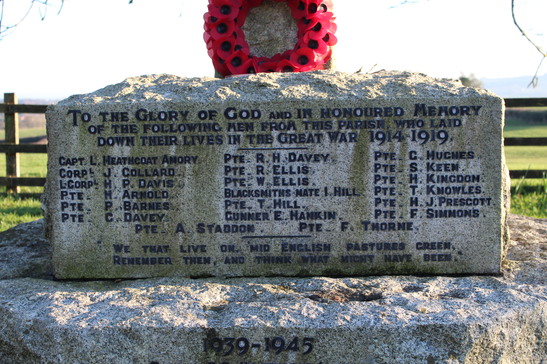 TO THE GLORY OF GOD AND IN HONOURED MEMORY
OF THE FOLLOWING MEN FROM THIS PARISH WHO LAID
DOWN THEIR LIVES IN THE GREAT WAR 1914-1919.
CAPT. L. HEATHCOAT AMORY. PTE. R. H. DAVEY. PTE. C. HUGHES
CORPL. J. COLLARD. PTE. R. ELLIS. PTE. S. KEEN.
L-CORPL. H. P. DAVIS. PTE. W. ELLIS PTE. H. KINGDOM.
PTE. P. ARNOLD. BLACKSMITHS-MATE I. HILL. PTE. T. KNOWLES.
PTE. P. BARNES. PTE. T. HILL. PTE. H. J. PRESCOTT
PTE. C. DAVEY. GUNNER E. HANKIN. PTE. F. SIMMONS.
PTE. A. STADDON. PTE. F. THORNE.
WE THAT LIVE ON, MID ENGLISH PASTURES GREEN,
REMEMBER THEN, AND THINK WHAT MIGHT HAVE BEEN.
1939-1945